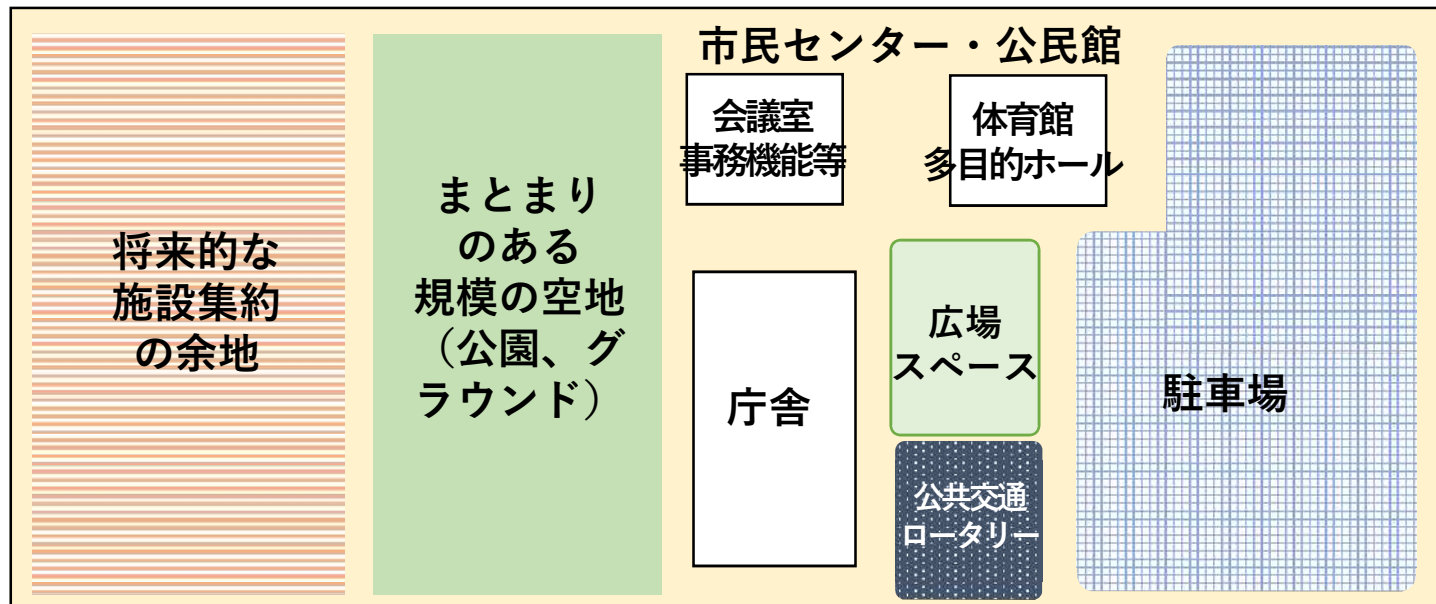 市民センター・公民館
会議室
事務機能等
体育館
多目的ホール
将来的な
施設集約
の余地
まとまり
のある
規模の空地
（公園、グ
ラウンド）
庁舎
広場
スペース
公共交通
ロータリー
駐車場